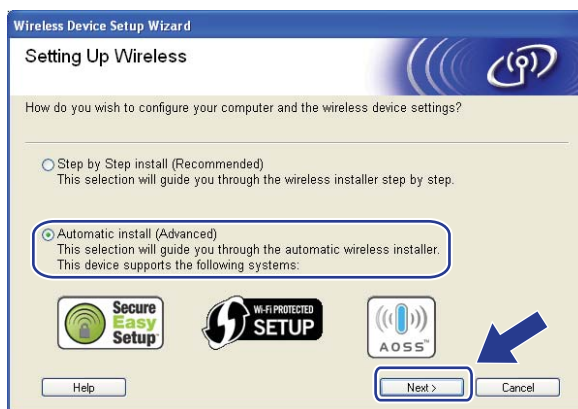 Wireless Device Setup Wizard
Setting Up Wireless
How do you wish to configure your computer and the wireless device settings?
Step by Step install (Recommended)
This selection will guide you through the wireless installer step by step.
Automatic install (Advanced)
This selection will guide you through the automatic wireless installer.
This device supports the following systems:
Secure
Easy
Setup
Wi-Fi PROTECTED
SETUP
AOSS™
Help
Next >
Cancel